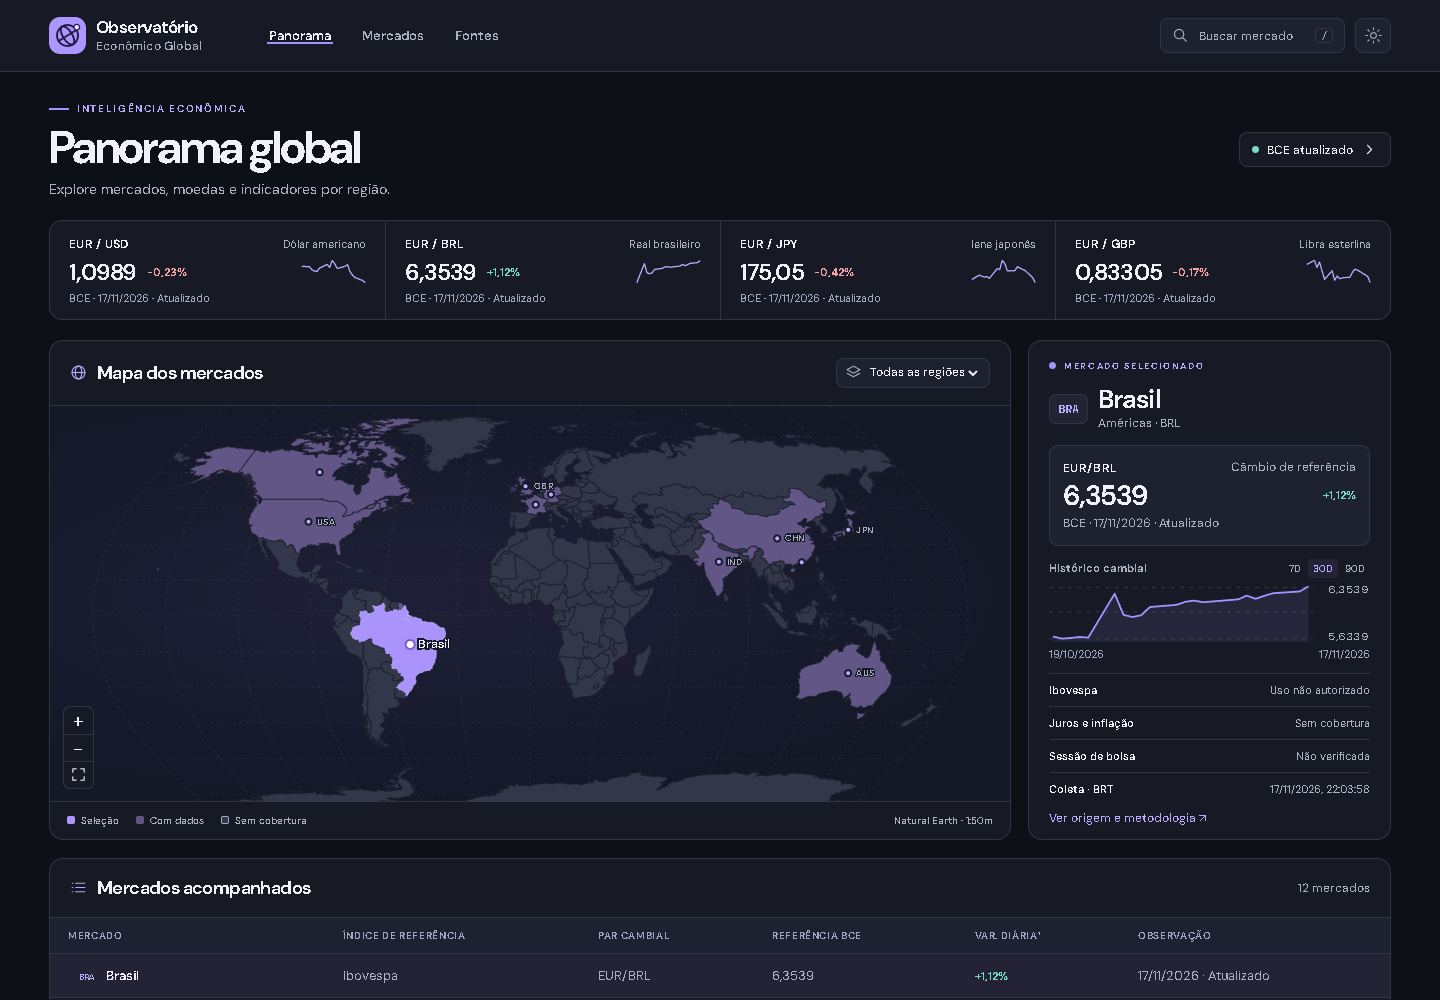 Observatório
Econômico Global
Panorama
Mercados
Fontes
Buscar mercado /
INTELIGÊNCIA ECONÔMICA
Panorama global
Explore mercados, moedas e indicadores por região.
BCE atualizado
EUR / USD Dólar americano
1,0989 -0,23%
BCE · 17/11/2026 · Atualizado
EUR / BRL Real brasileiro
6,3539 +1,12%
BCE · 17/11/2026 · Atualizado
EUR / JPY Iene japonês
175,05 -0,42%
BCE · 17/11/2026 · Atualizado
EUR / GBP Libra esterlina
0,83305 -0,17%
BCE · 17/11/2026 · Atualizado
Mapa dos mercados
Todas as regiões
GBR
USA
JPN
CHN
IND
Brasil
AUS
+
−
Seleção
Com dados
Sem cobertura
Natural Earth · 1:50m
MERCADO SELECIONADO
BRA
Brasil
Américas · BRL
EUR/BRL Câmbio de referência
6,3539 +1,12%
BCE · 17/11/2026 · Atualizado
Histórico cambial 7D 30D 90D
6,3539
5,6339
19/10/2026 17/11/2026
Ibovespa Uso não autorizado
Juros e inflação Sem cobertura
Sessão de bolsa Não verificada
Coleta · BRT 17/11/2026, 22:03:58
Ver origem e metodologia ↗
Mercados acompanhados
12 mercados
MERCADO ÍNDICE DE REFERÊNCIA PAR CAMBIAL REFERÊNCIA BCE VAR. DIÁRIA¹ OBSERVAÇÃO
BRA Brasil Ibovespa EUR/BRL 6,3539 +1,12% 17/11/2026 · Atualizado